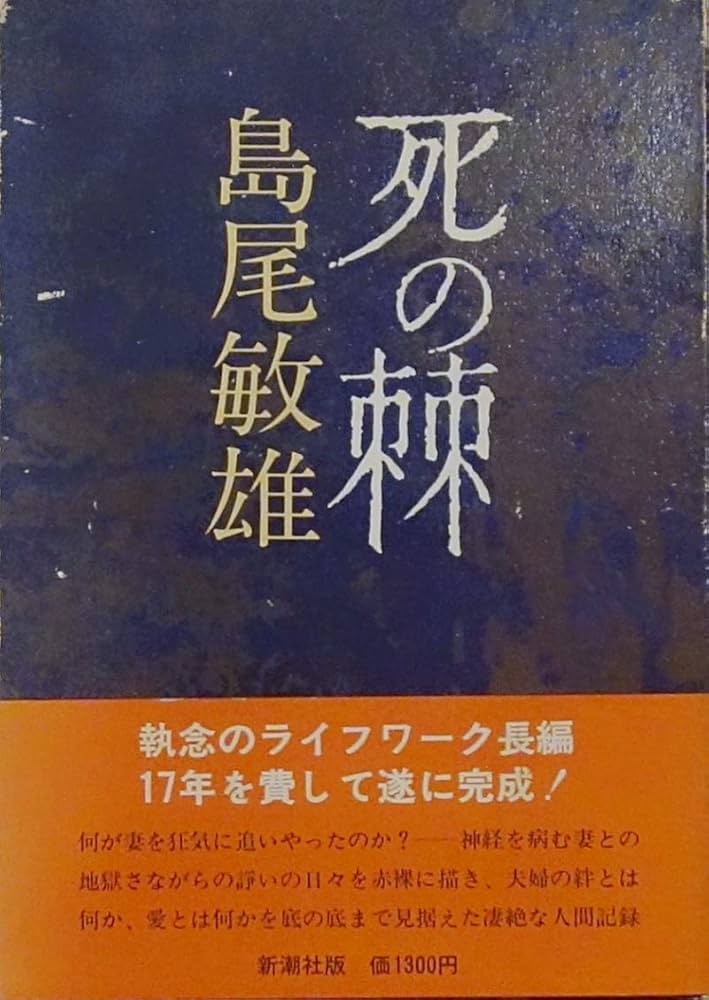 死の棘
島尾敏雄
執念のライフワーク長編
17年を費して遂に完成!
何が妻を狂気に追いやったのか?——神経を病む妻との
地獄さながらの諍いの日々を赤裸に描き、夫婦の絆とは
何か、愛とは何かを底の底まで見据えた凄絶な人間記録
新潮社版 価1300円